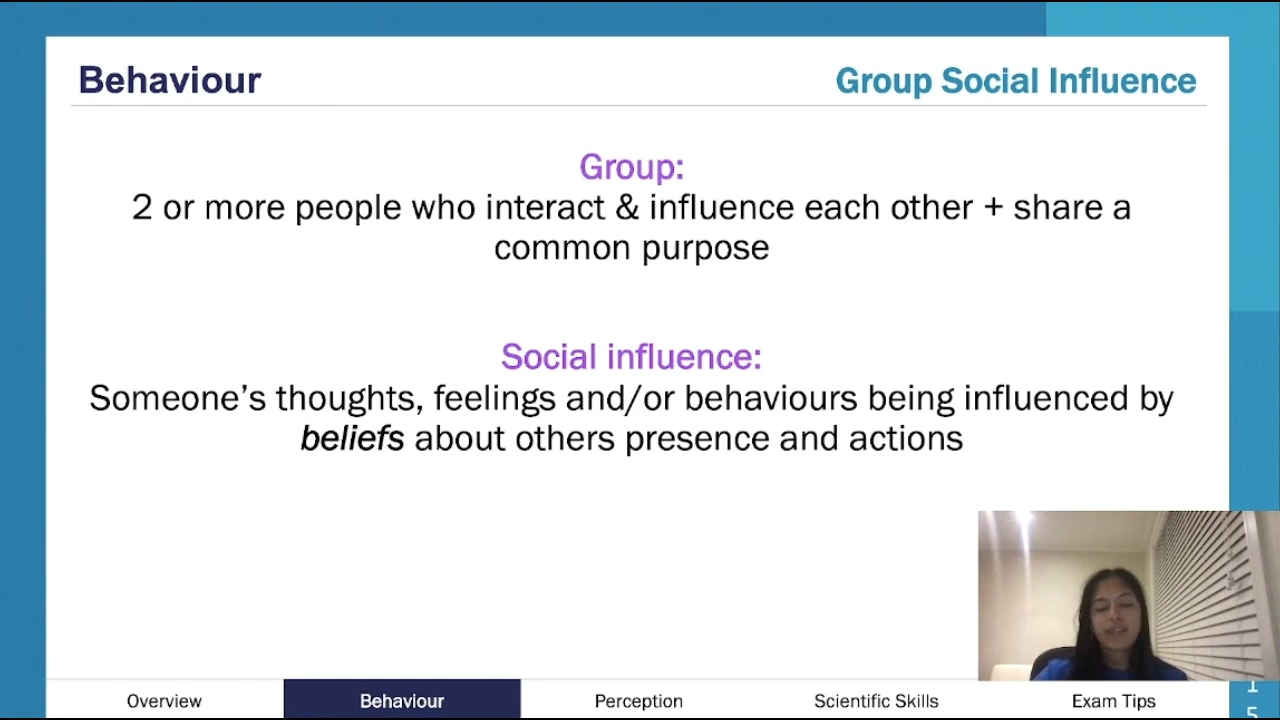 Behaviour
Group Social Influence
Group:
2 or more people who interact & influence each other + share a
common purpose
Social influence:
Someone’s thoughts, feelings and/or behaviours being influenced by
beliefs about others presence and actions
Overview
Behaviour
Perception
Scientific Skills
Exam Tips
1
5